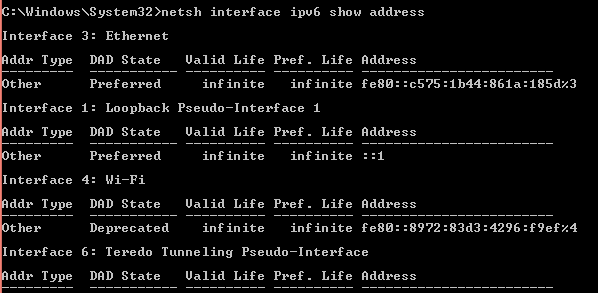 C:\Windows\System32>netsh interface ipv6 show address
Interface 3: Ethernet
Addr Type  DAD State   Valid Life Pref. Life Address
---------  ----------- ---------- ---------- ------------------------
Other      Preferred     infinite   infinite fe80::c575:1b44:861a:185d%3
Interface 1: Loopback Pseudo-Interface 1
Addr Type  DAD State   Valid Life Pref. Life Address
---------  ----------- ---------- ---------- ------------------------
Other      Preferred     infinite   infinite ::1
Interface 4: Wi-Fi
Addr Type  DAD State   Valid Life Pref. Life Address
---------  ----------- ---------- ---------- ------------------------
Other      Deprecated    infinite   infinite fe80::8972:83d3:4296:f9ef%4
Interface 6: Teredo Tunneling Pseudo-Interface
Addr Type  DAD State   Valid Life Pref. Life Address
---------  ----------- ---------- ---------- ------------------------